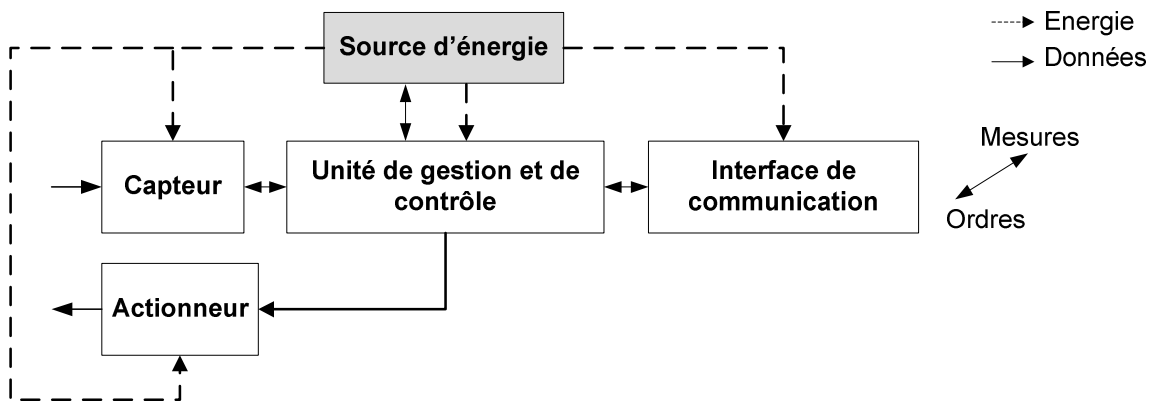 Source d’énergie
Energie
Données
Capteur
Unité de gestion et de
contrôle
Interface de
communication
Mesures
Ordres
Actionneur